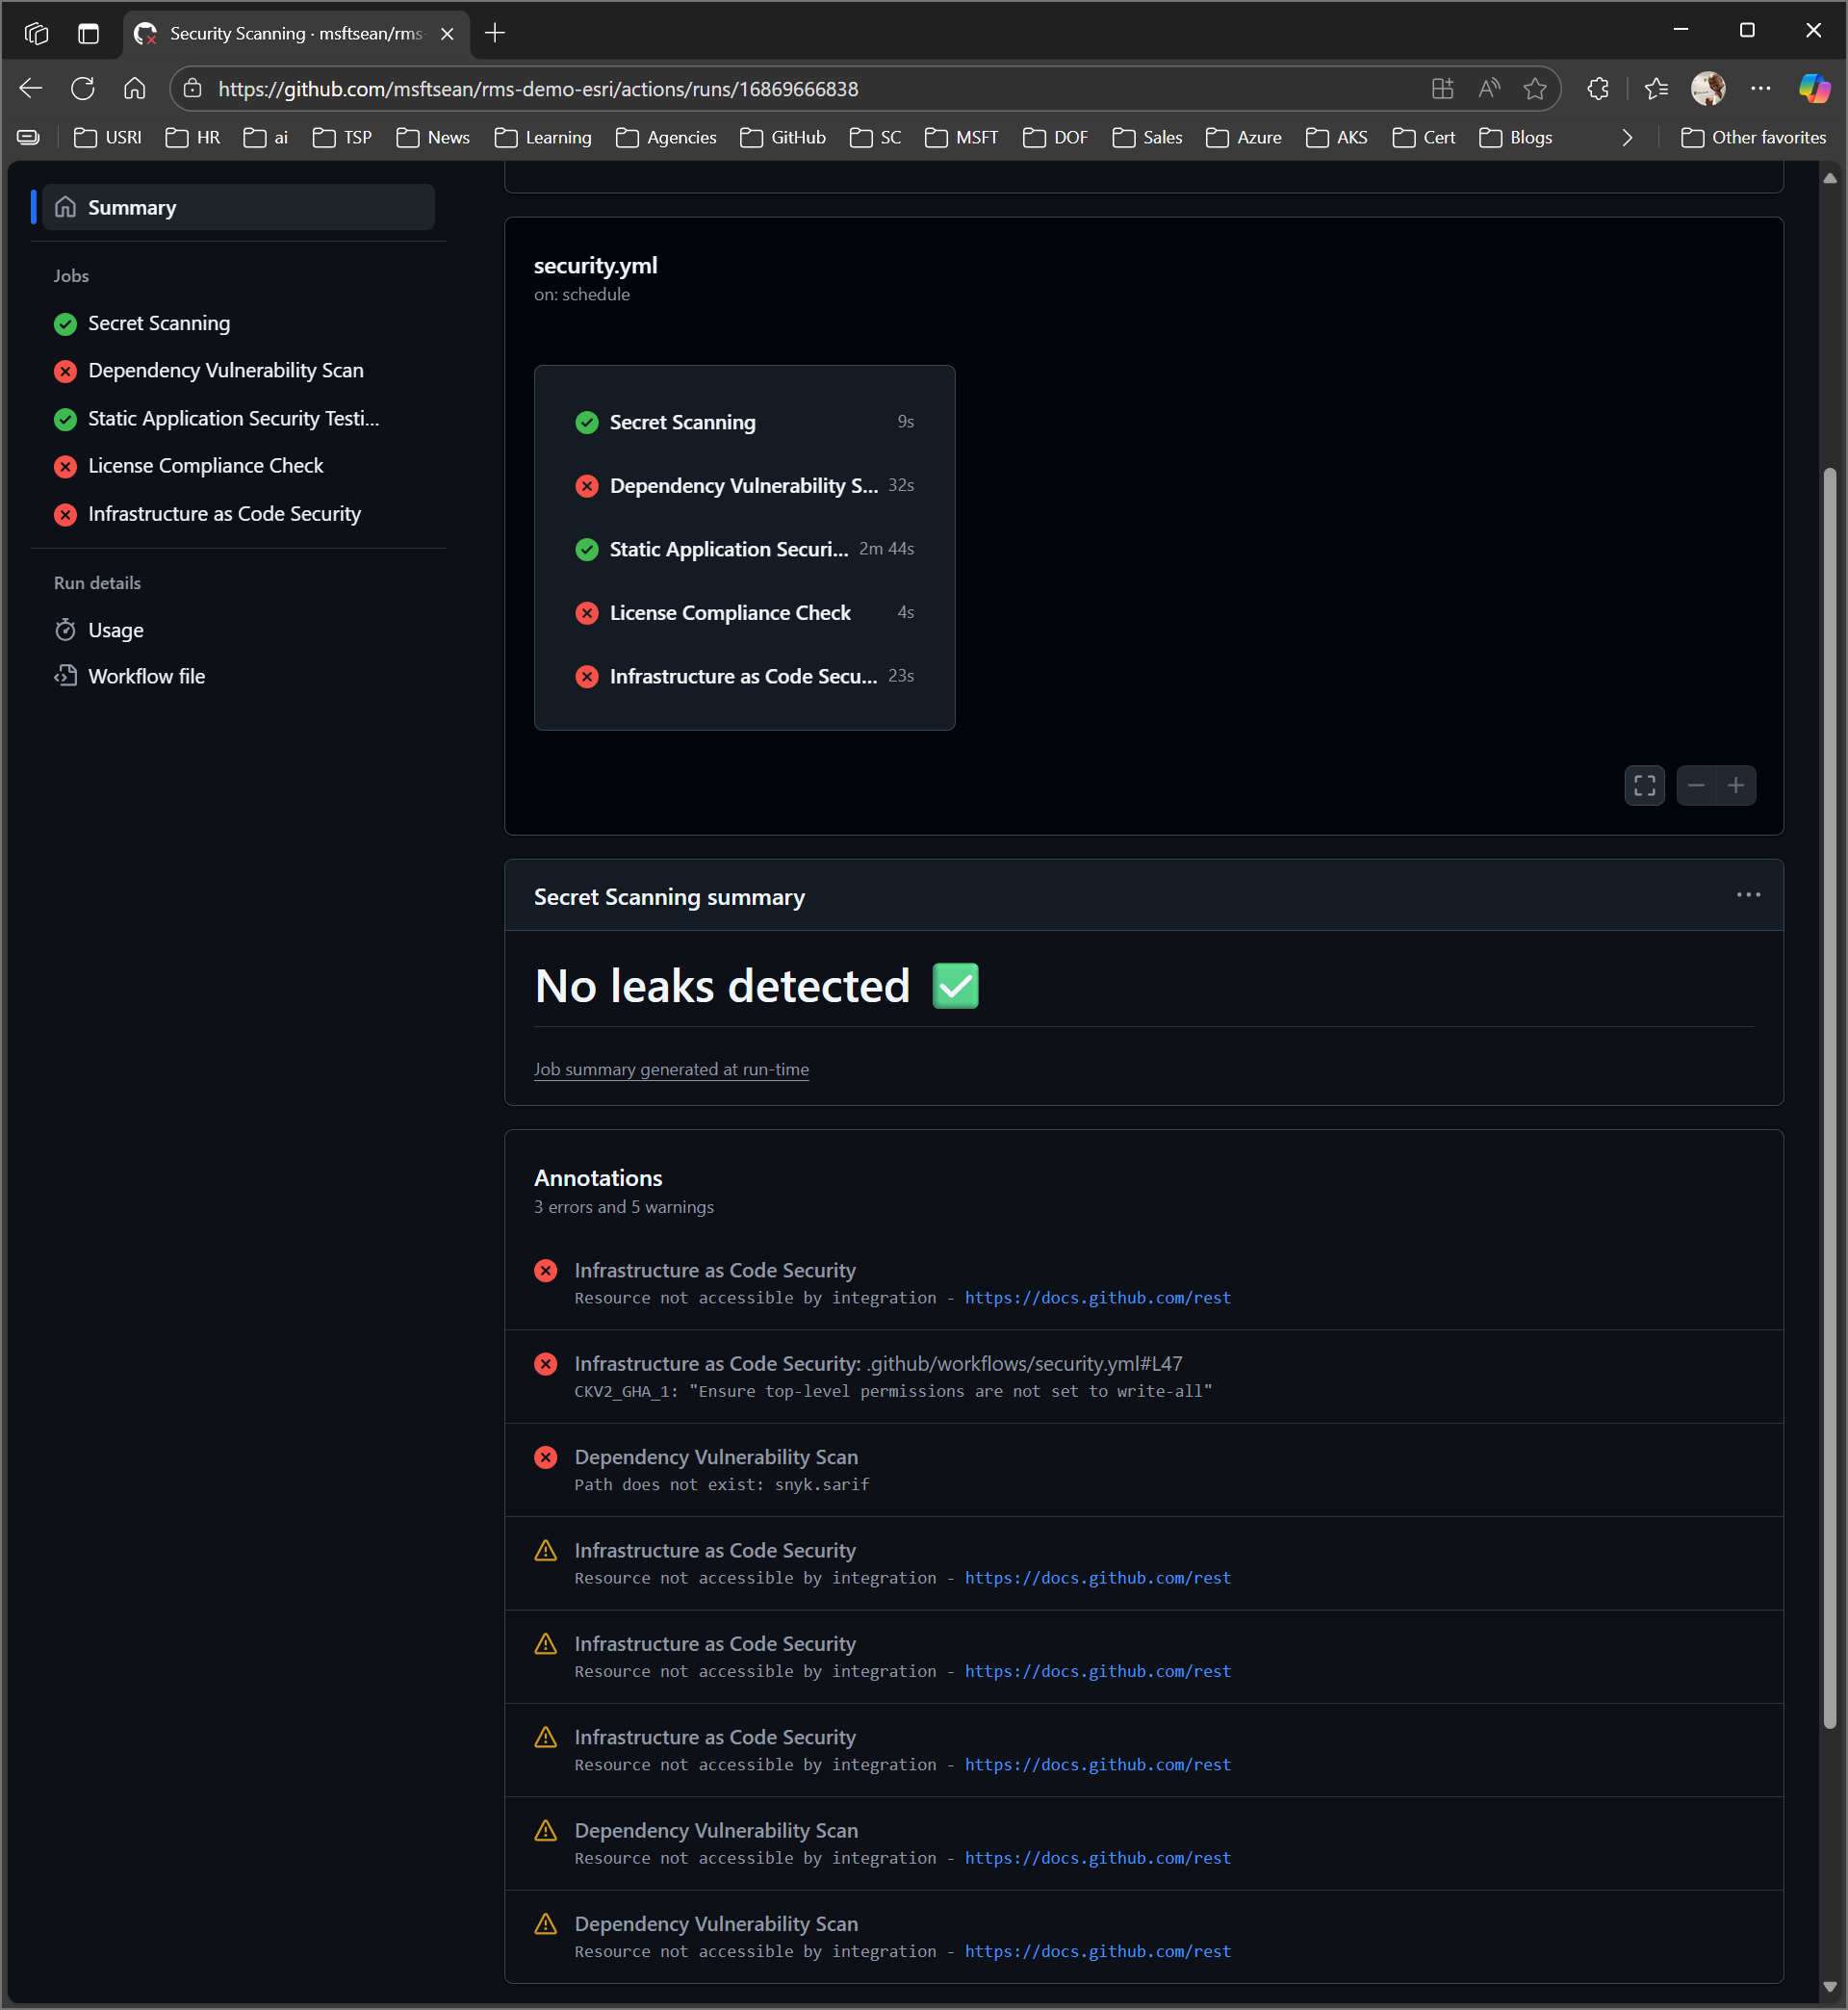 Security Scanning · msftsean/rms-
https://github.com/msftsean/rms-demo-esri/actions/runs/16869666838
USRI HR ai TSP News Learning Agencies GitHub SC MSFT DOF Sales Azure AKS Cert Blogs Other favorites
Summary
Jobs
Secret Scanning
Dependency Vulnerability Scan
Static Application Security Testi...
License Compliance Check
Infrastructure as Code Security
Run details
Usage
Workflow file
security.yml
on: schedule
Secret Scanning 9s
Dependency Vulnerability S... 32s
Static Application Securi... 2m 44s
License Compliance Check 4s
Infrastructure as Code Secu... 23s
Secret Scanning summary
No leaks detected ✅
Job summary generated at run-time
Annotations
3 errors and 5 warnings
Infrastructure as Code Security
Resource not accessible by integration - https://docs.github.com/rest
Infrastructure as Code Security: .github/workflows/security.yml#L47
CKV2_GHA_1: "Ensure top-level permissions are not set to write-all"
Dependency Vulnerability Scan
Path does not exist: snyk.sarif
Infrastructure as Code Security
Resource not accessible by integration - https://docs.github.com/rest
Infrastructure as Code Security
Resource not accessible by integration - https://docs.github.com/rest
Infrastructure as Code Security
Resource not accessible by integration - https://docs.github.com/rest
Dependency Vulnerability Scan
Resource not accessible by integration - https://docs.github.com/rest
Dependency Vulnerability Scan
Resource not accessible by integration - https://docs.github.com/rest